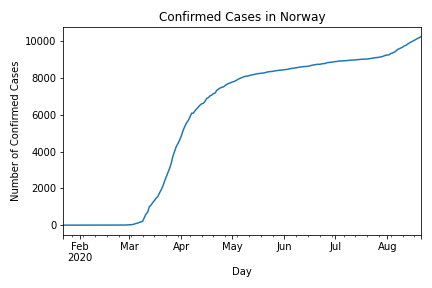 Confirmed Cases in Norway
Number of Confirmed Cases
10000
8000
6000
4000
2000
0
Feb Mar Apr May Jun Jul Aug
2020
Day